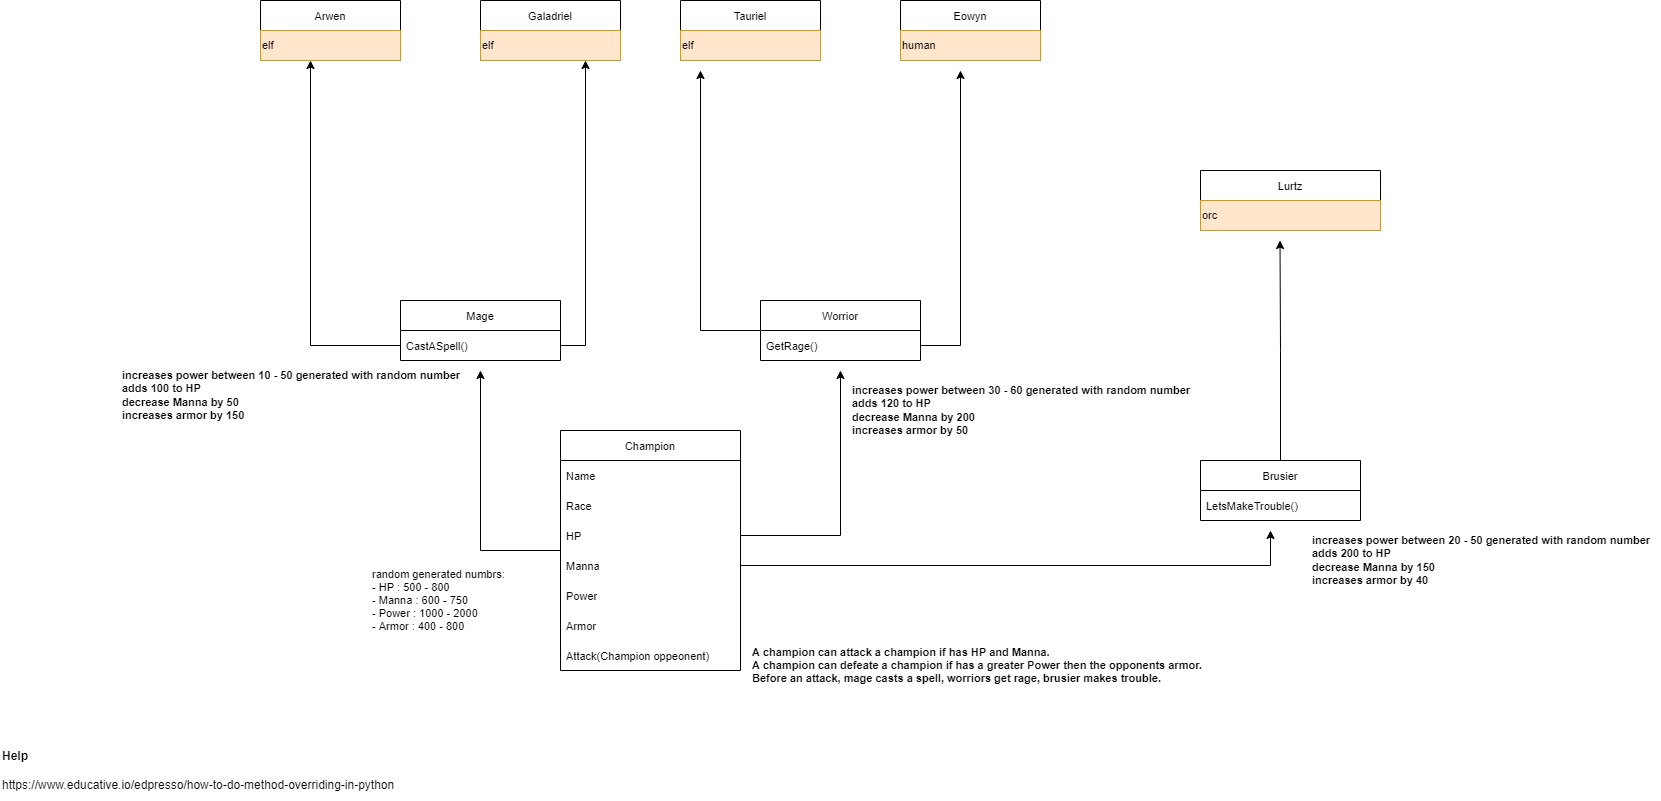 Arwen
elf
Galadriel
elf
Tauriel
elf
Eowyn
human
Lurtz
orc
Mage
CastASpell()
increases power between 10 - 50 generated with random number
adds 100 to HP
decrease Manna by 50
increases armor by 150
Worrior
GetRage()
increases power between 30 - 60 generated with random number
adds 120 to HP
decrease Manna by 200
increases armor by 50
Champion
Name
Race
HP
Manna
Power
Armor
Attack(Champion oppeonent)
random generated numbrs:
- HP : 500 - 800
- Manna : 600 - 750
- Power : 1000 - 2000
- Armor : 400 - 800
Brusier
LetsMakeTrouble()
increases power between 20 - 50 generated with random number
adds 200 to HP
decrease Manna by 150
increases armor by 40
A champion can attack a champion if has HP and Manna.
A champion can defeate a champion if has a greater Power then the opponents armor.
Before an attack, mage casts a spell, worriors get rage, brusier makes trouble.
Help
https://www.educative.io/edpresso/how-to-do-method-overriding-in-python